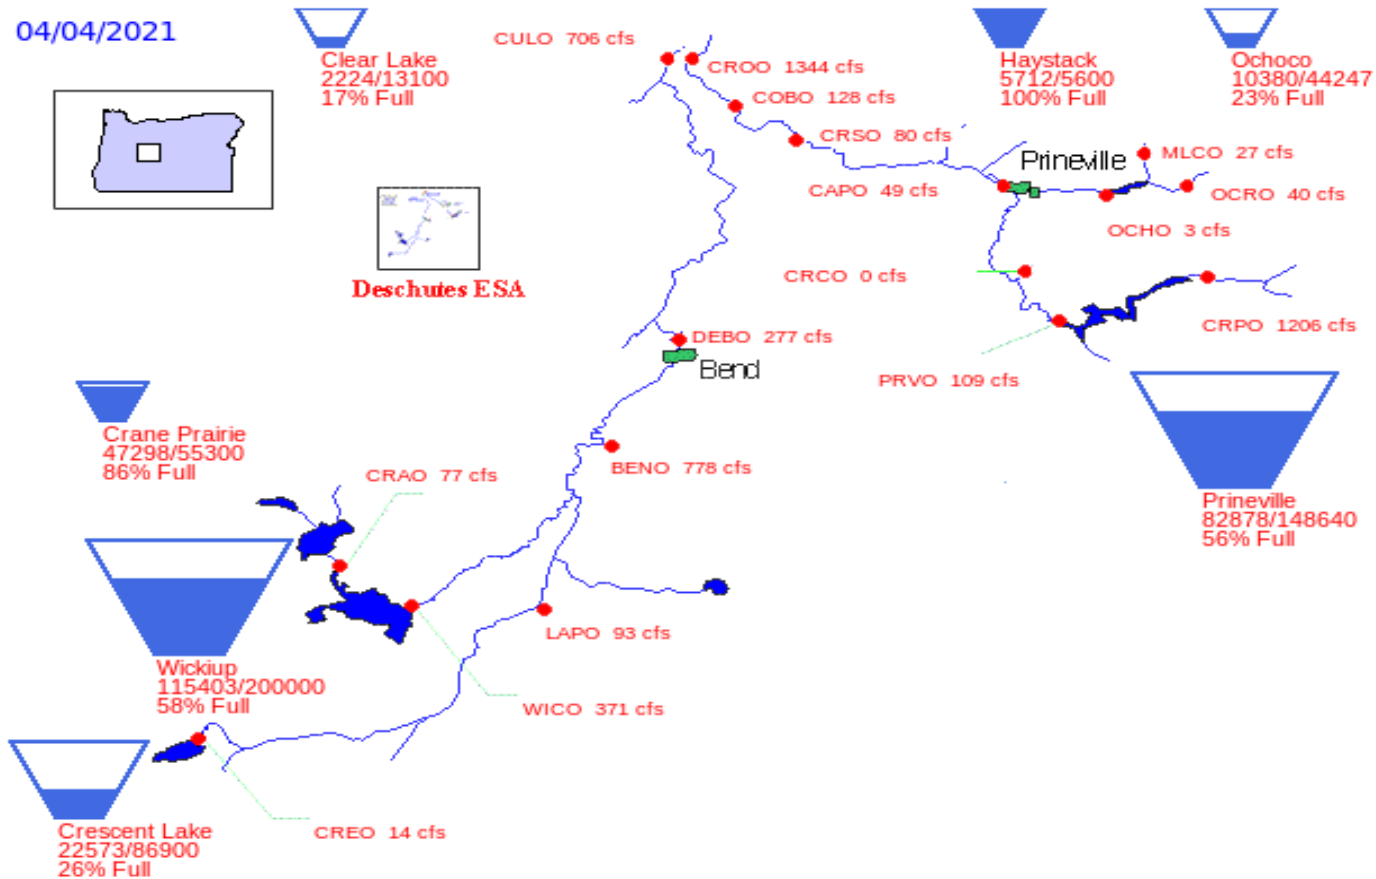 04/04/2021
Clear Lake
2224/13100
17% Full
CULO 706 cfs
CROO 1344 cfs
COBO 128 cfs
CRSO 80 cfs
Haystack
5712/5600
100% Full
Ochoco
10380/44247
23% Full
Prineville
MLCO 27 cfs
CAPO 49 cfs
OCRO 40 cfs
OCHO 3 cfs
CRCO 0 cfs
Deschutes ESA
CRPO 1206 cfs
DEBO 277 cfs
Bend
PRVO 109 cfs
Crane Prairie
47298/55300
86% Full
CRAO 77 cfs
BENO 778 cfs
Prineville
82878/148640
56% Full
LAPO 93 cfs
Wickiup
115403/200000
58% Full
WICO 371 cfs
Crescent Lake
22573/86900
26% Full
CREO 14 cfs